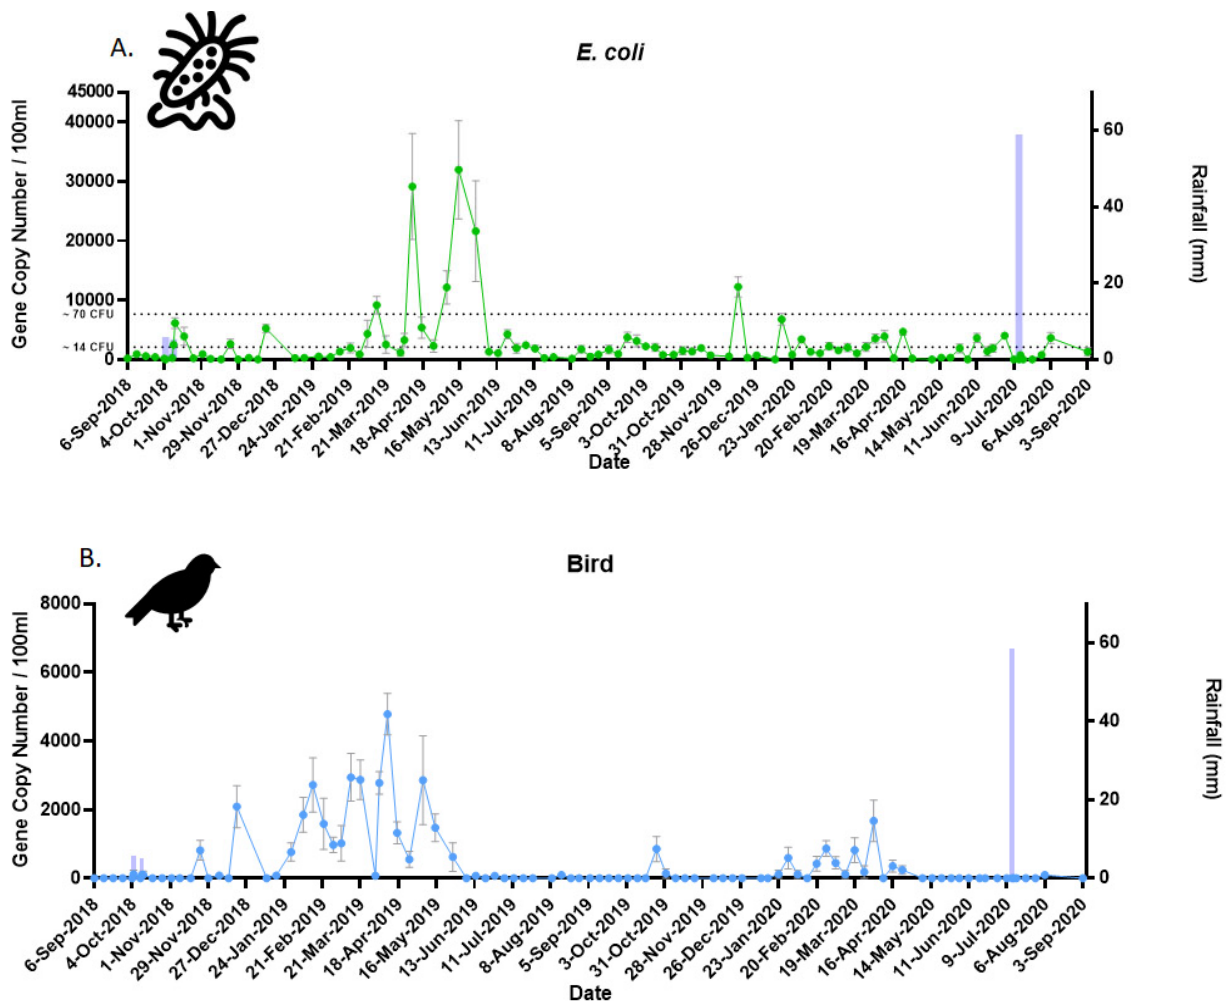 A.
E. coli
Gene Copy Number / 100ml
45000
40000
30000
20000
10000
0
~ 70 CFU
~ 14 CFU
60
40
20
0
Rainfall (mm)
6-Sep-2018
4-Oct-2018
1-Nov-2018
29-Nov-2018
27-Dec-2018
24-Jan-2019
21-Feb-2019
21-Mar-2019
18-Apr-2019
16-May-2019
13-Jun-2019
11-Jul-2019
8-Aug-2019
5-Sep-2019
3-Oct-2019
31-Oct-2019
28-Nov-2019
26-Dec-2019
23-Jan-2020
20-Feb-2020
19-Mar-2020
16-Apr-2020
14-May-2020
11-Jun-2020
9-Jul-2020
6-Aug-2020
3-Sep-2020
Date
B.
Bird
Gene Copy Number / 100ml
8000
6000
4000
2000
0
60
40
20
0
Rainfall (mm)
6-Sep-2018
4-Oct-2018
1-Nov-2018
29-Nov-2018
27-Dec-2018
24-Jan-2019
21-Feb-2019
21-Mar-2019
18-Apr-2019
16-May-2019
13-Jun-2019
11-Jul-2019
8-Aug-2019
5-Sep-2019
3-Oct-2019
31-Oct-2019
28-Nov-2019
26-Dec-2019
23-Jan-2020
20-Feb-2020
19-Mar-2020
16-Apr-2020
14-May-2020
11-Jun-2020
9-Jul-2020
6-Aug-2020
3-Sep-2020
Date